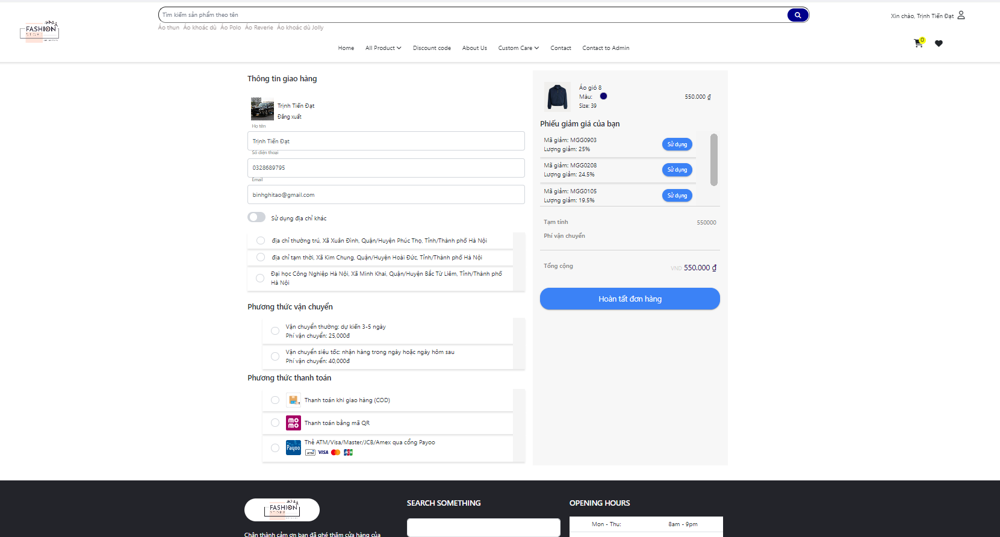 Tìm kiếm sản phẩm theo tên
Xin chào, Trịnh Tiến Đạt
FASHION
STORE
Áo thun Áo khoác dù Áo Polo Áo Reverie Áo khoác dù Jolly
0
Home All Product Discount code About Us Custom Care Contact Contact to Admin
Thông tin giao hàng
Trịnh Tiến Đạt
Đăng xuất
Họ tên
Trịnh Tiến Đạt
Số điện thoại
0328689795
Email
binhghitao@gmail.com
Sử dụng địa chỉ khác
địa chỉ thường trú, Xã Xuân Đình, Quận/Huyện Phúc Thọ, Tỉnh/Thành phố Hà Nội
địa chỉ tạm thời, Xã Kim Chung, Quận/Huyện Hoài Đức, Tỉnh/Thành phố Hà Nội
Đại học Công Nghiệp Hà Nội, Xã Minh Khai, Quận/Huyện Bắc Từ Liêm, Tỉnh/Thành phố
Hà Nội
Phương thức vận chuyển
Vận chuyển thường: dự kiến 3-5 ngày
Phí vận chuyển: 25,000đ
Vận chuyển siêu tốc: nhận hàng trong ngày hoặc ngày hôm sau
Phí vận chuyển: 40,000đ
Phương thức thanh toán
Thanh toán khi giao hàng (COD)
mo
mo
Thanh toán bằng mã QR
Payoo
Thẻ ATM/Visa/Master/JCB/Amex qua cổng Payoo
ATM VISA JCB
Áo gió 8
Màu:
550.000 ₫
Size: 39
Phiếu giảm giá của bạn
Mã giảm: MGG0903
Lượng giảm: 25%
Sử dụng
Mã giảm: MGG0208
Lượng giảm: 24.5%
Sử dụng
Mã giảm: MGG0105
Lượng giảm: 19.5%
Sử dụng
Tạm tính 550000
Phí vận chuyển
Tổng cộng VND 550.000 ₫
Hoàn tất đơn hàng
FASHION
STORE
Chân thành cảm ơn bạn đã ghé thăm cửa hàng của
SEARCH SOMETHING
OPENING HOURS
Mon - Thu: 8am - 9pm